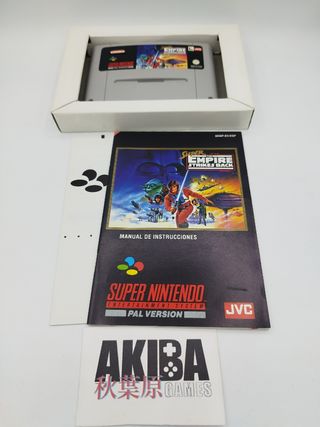 EMPIRE
STRIKES BACK
Super
EMPIRE
STRIKES BACK
MANUAL DE INSTRUCCIONES
SUPER NINTENDO
ENTERTAINMENT SYSTEM
PAL VERSION
JVC
AKIBA
秋葉原
GAMES